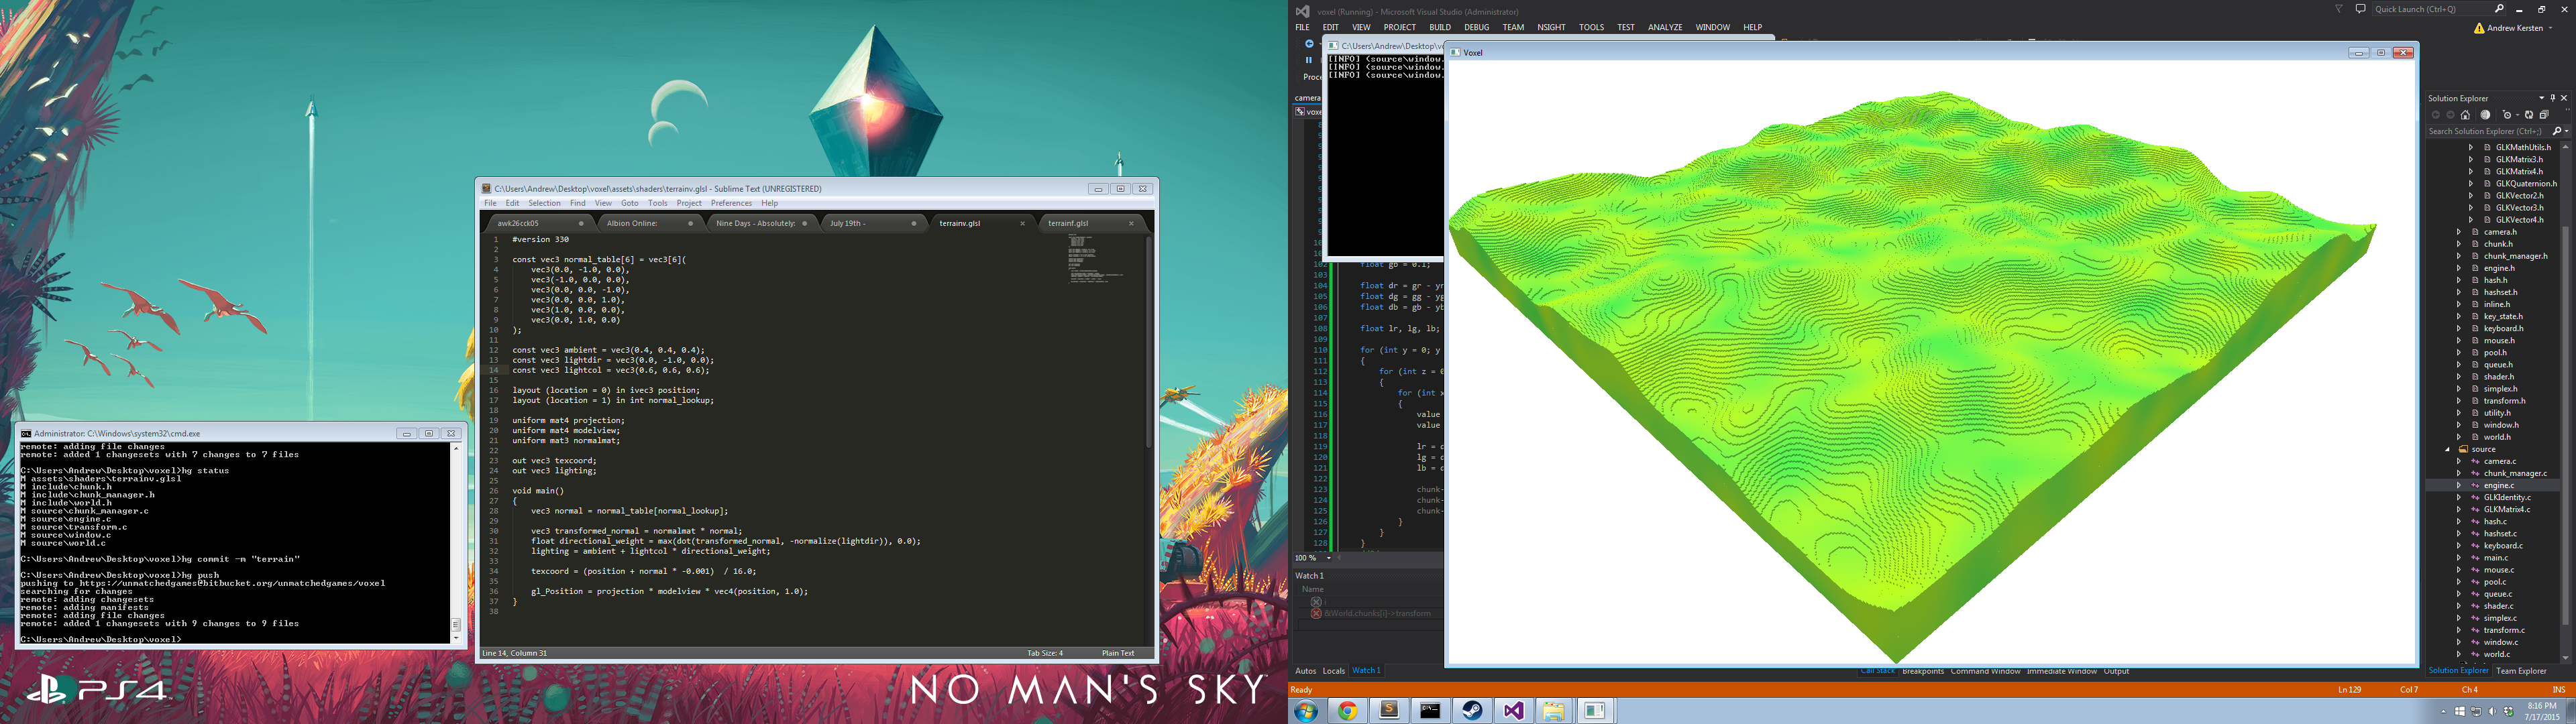 Administrator: C:\Windows\system32\cmd.exe
remote: adding file changes
remote: added 1 changesets with 7 changes to 7 files
C:\Users\Andrew\Desktop\voxel>hg status
M assets\shaders\terrainv.glsl
M include\chunk.h
M include\chunk_manager.h
M include\world.h
M source\chunk_manager.c
M source\engine.c
M source\transform.c
M source\window.c
M source\world.c
C:\Users\Andrew\Desktop\voxel>hg commit -m "terrain"
C:\Users\Andrew\Desktop\voxel>hg push
pushing to https://unmatchedgames@bitbucket.org/unmatchedgames/voxel
searching for changes
remote: adding changesets
remote: adding manifests
remote: adding file changes
remote: added 1 changesets with 9 changes to 9 files
C:\Users\Andrew\Desktop\voxel>
PS4
NO MAN'S SKY
C:\Users\Andrew\Desktop\voxel\assets\shaders\terrainv.glsl - Sublime Text (UNREGISTERED)
File Edit Selection Find View Goto Tools Project Preferences Help
awk26cck05 Albion Online: Nine Days - Absolutely: July 19th - terrainv.glsl terrainf.glsl
1 #version 330
2
3 const vec3 normal_table[6] = vec3[6](
4 vec3(0.0, -1.0, 0.0),
5 vec3(-1.0, 0.0, 0.0),
6 vec3(0.0, 0.0, -1.0),
7 vec3(0.0, 0.0, 1.0),
8 vec3(1.0, 0.0, 0.0),
9 vec3(0.0, 1.0, 0.0)
10 );
11
12 const vec3 ambient = vec3(0.4, 0.4, 0.4);
13 const vec3 lightdir = vec3(0.0, -1.0, 0.0);
14 const vec3 lightcol = vec3(0.6, 0.6, 0.6);
15
16 layout (location = 0) in ivec3 position;
17 layout (location = 1) in int normal_lookup;
18
19 uniform mat4 projection;
20 uniform mat4 modelview;
21 uniform mat3 normalmat;
22
23 out vec3 texcoord;
24 out vec3 lighting;
25
26 void main()
27 {
28 vec3 normal = normal_table[normal_lookup];
29
30 vec3 transformed_normal = normalmat * normal;
31 float directional_weight = max(dot(transformed_normal, -normalize(lightdir)), 0.0);
32 lighting = ambient + lightcol * directional_weight;
33
34 texcoord = (position + normal * -0.001) / 16.0;
35
36 gl_Position = projection * modelview * vec4(position, 1.0);
37 }
38
Line 14, Column 31 Tab Size: 4 Plain Text
voxel (Running) - Microsoft Visual Studio (Administrator) Quick Launch (Ctrl+Q)
FILE EDIT VIEW PROJECT BUILD DEBUG TEAM NSIGHT TOOLS TEST ANALYZE WINDOW HELP
Andrew Kersten
Proce
camera
voxe
C:\Users\Andrew\Desktop\vo
[INFO] (source\window.
[INFO] (source\window.
[INFO] (source\window.
Voxel
102 float gb = 0.1;
103
104 float dr = gr - yr
105 float dg = gg - yg
106 float db = gb - yb
107
108 float lr, lg, lb;
109
110 for (int y = 0; y
111 {
112 for (int z = 0
113 {
114 for (int x
115 {
116 value
117 value
118
119 lr = c
120 lg = c
121 lb = c
122
123 chunk-
124 chunk-
125 chunk-
126 }
127 }
128 }
100 %
Watch 1
Name
i
&World.chunks[i]->transform
Autos Locals Watch 1
Call Stack Breakpoints Command Window Immediate Window Output
Solution Explorer
Search Solution Explorer (Ctrl+;)
GLKMathUtils.h
GLKMatrix3.h
GLKMatrix4.h
GLKQuaternion.h
GLKVector2.h
GLKVector3.h
GLKVector4.h
camera.h
chunk.h
chunk_manager.h
engine.h
hash.h
hashset.h
inline.h
key_state.h
keyboard.h
mouse.h
pool.h
queue.h
shader.h
simplex.h
transform.h
utility.h
window.h
world.h
source
camera.c
chunk_manager.c
engine.c
GLKIdentity.c
GLKMatrix4.c
hash.c
hashset.c
keyboard.c
main.c
mouse.c
pool.c
queue.c
shader.c
simplex.c
transform.c
window.c
world.c
Solution Explorer Team Explorer
Ready Ln 129 Col 7 Ch 4 INS
8:16 PM
7/17/2015